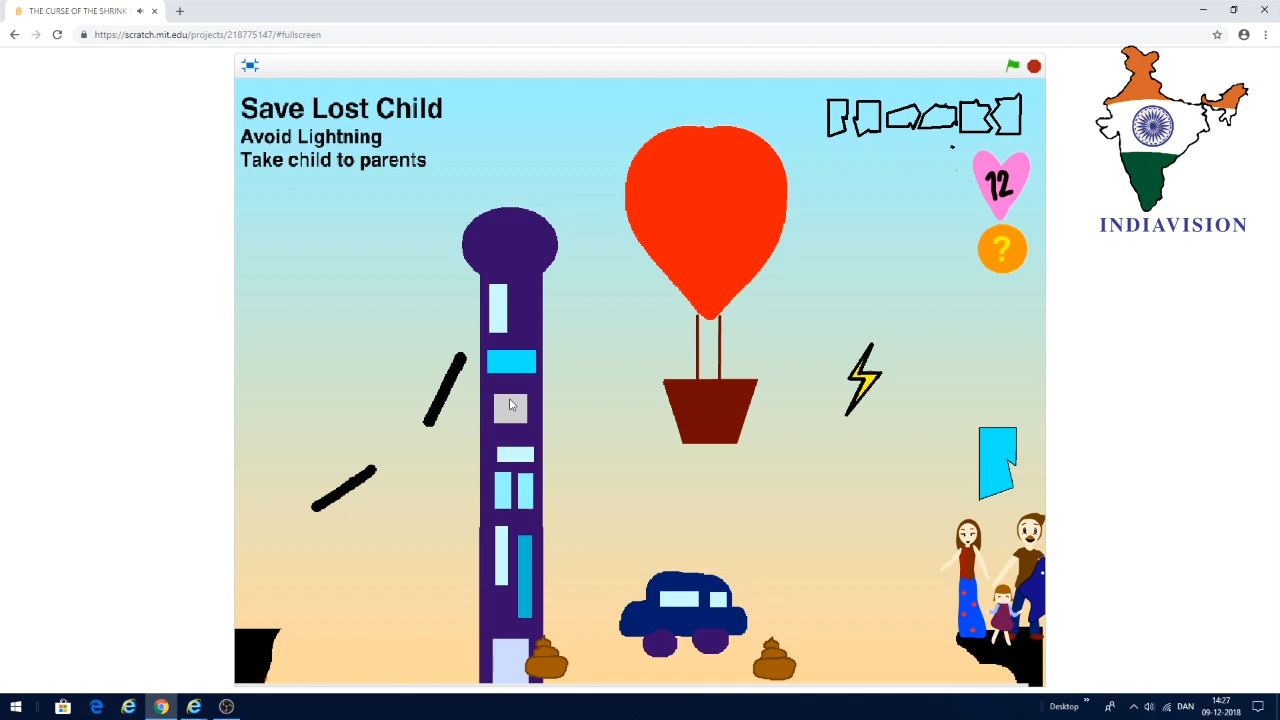 THE CURSE OF THE SHRINK
https://scratch.mit.edu/projects/218775147/#fullscreen
Save Lost Child
Avoid Lightning
Take child to parents
12
?
INDIAVISION
Desktop
DAN
14:27
09-12-2018